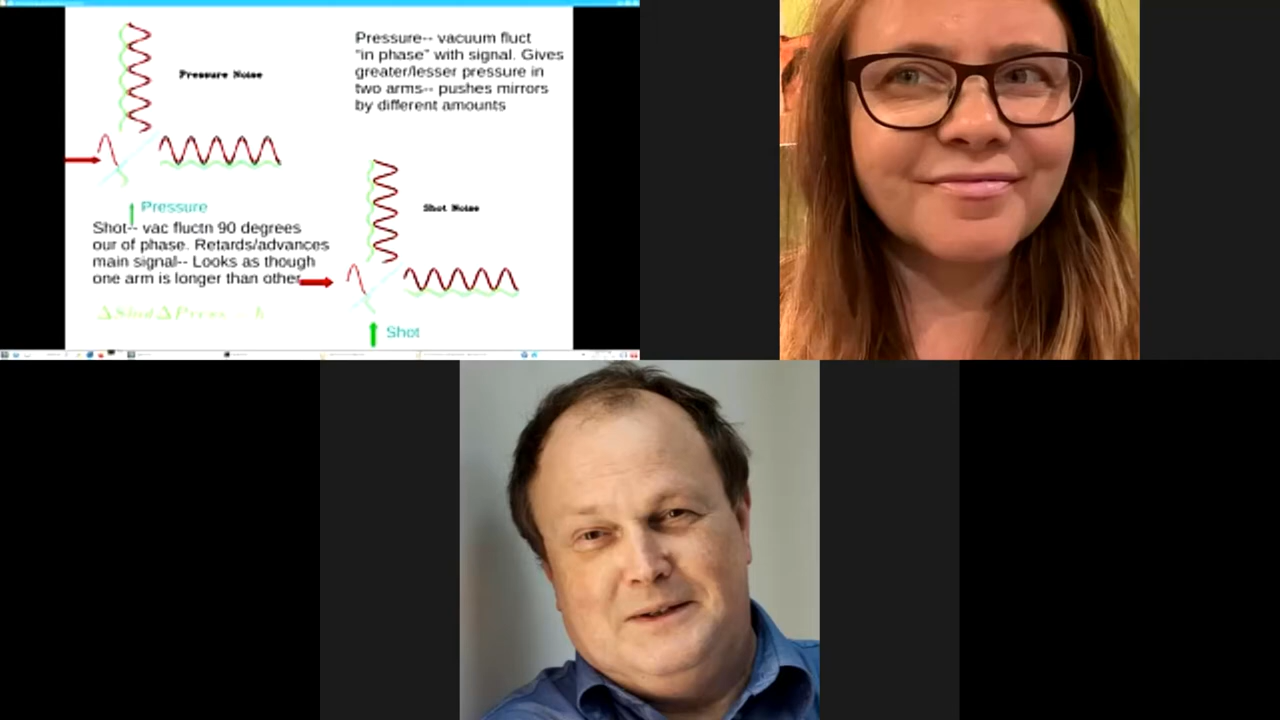 Pressure Noise
Pressure-- vacuum fluct
“in phase” with signal. Gives
greater/lesser pressure in
two arms-- pushes mirrors
by different amounts
Pressure
Shot-- vac fluctn 90 degrees
our of phase. Retards/advances
main signal-- Looks as though
one arm is longer than other
Shot Noise
Shot